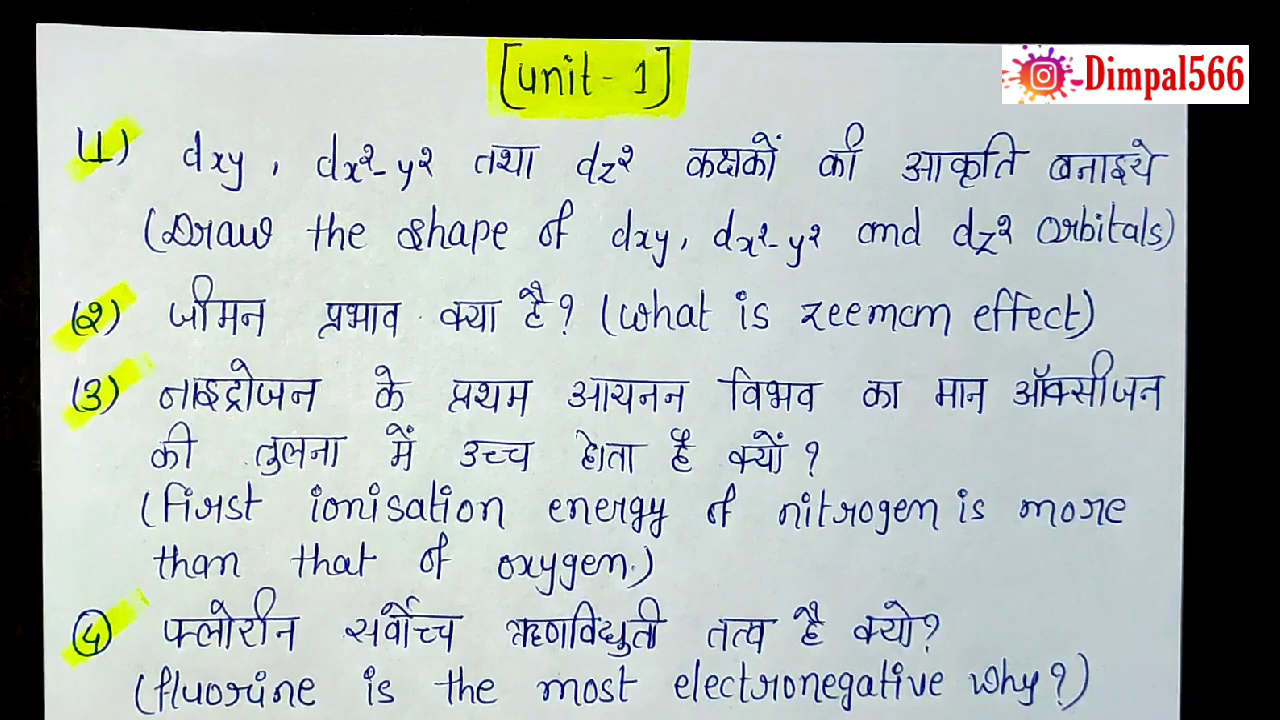 [unit - 1]
Dimpal566
(1) dxy, dx²-y² तथा dz² कक्षकों की आकृति बनाइये
(Draw the shape of dxy, dx²-y² and dz² orbitals)
(2) जीमन प्रभाव क्या है? (what is zeeman effect)
(3) नाइट्रोजन के प्रथम आयनन विभव का मान ऑक्सीजन
की तुलना में उच्च होता है क्यों?
(First ionisation energy of nitrogen is more
than that of oxygen.)
(4) फ्लोरीन सर्वोच्च ऋणविद्युती तत्व है क्यो?
(fluorine is the most electronegative why?)